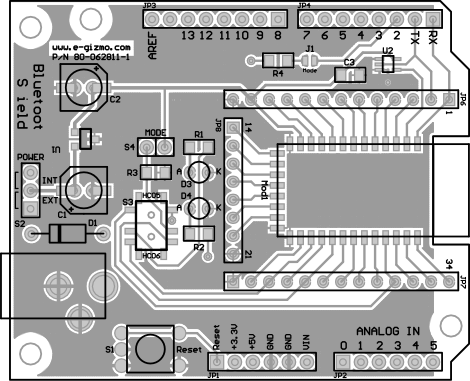 JP3
JP4
AREF
13 12 11 10 9 8
7 6 5 4 3 2 TX RX
www.e-gizmo.com
P/N 80-062811-1
Bluetoot
S ield
C2
J1
Mode
R4
C3
U2
JP6
1
U1
MODE
S4
R1
JP8
14
POWER
INT
EXT
R3
A K
D3
D4
A K
Mod1
C1
S2
D1
S3
HC05
HC06
R2
21
34
JP7
S1
Reset
Reset
+3.3V
+5V
GND
GND
VIN
JP1
ANALOG IN
0 1 2 3 4 5
JP2